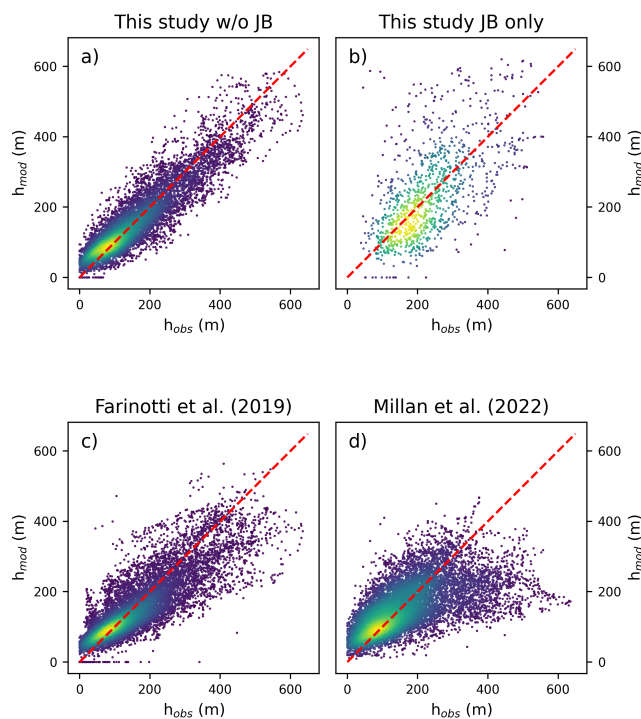 This study w/o JB
This study JB only
a)
b)
600
400
200
0
h_mod (m)
600
400
200
0
h_mod (m)
0 200 400 600
0 200 400 600
h_obs (m)
h_obs (m)
Farinotti et al. (2019)
Millan et al. (2022)
c)
d)
600
400
200
0
h_mod (m)
600
400
200
0
h_mod (m)
0 200 400 600
0 200 400 600
h_obs (m)
h_obs (m)